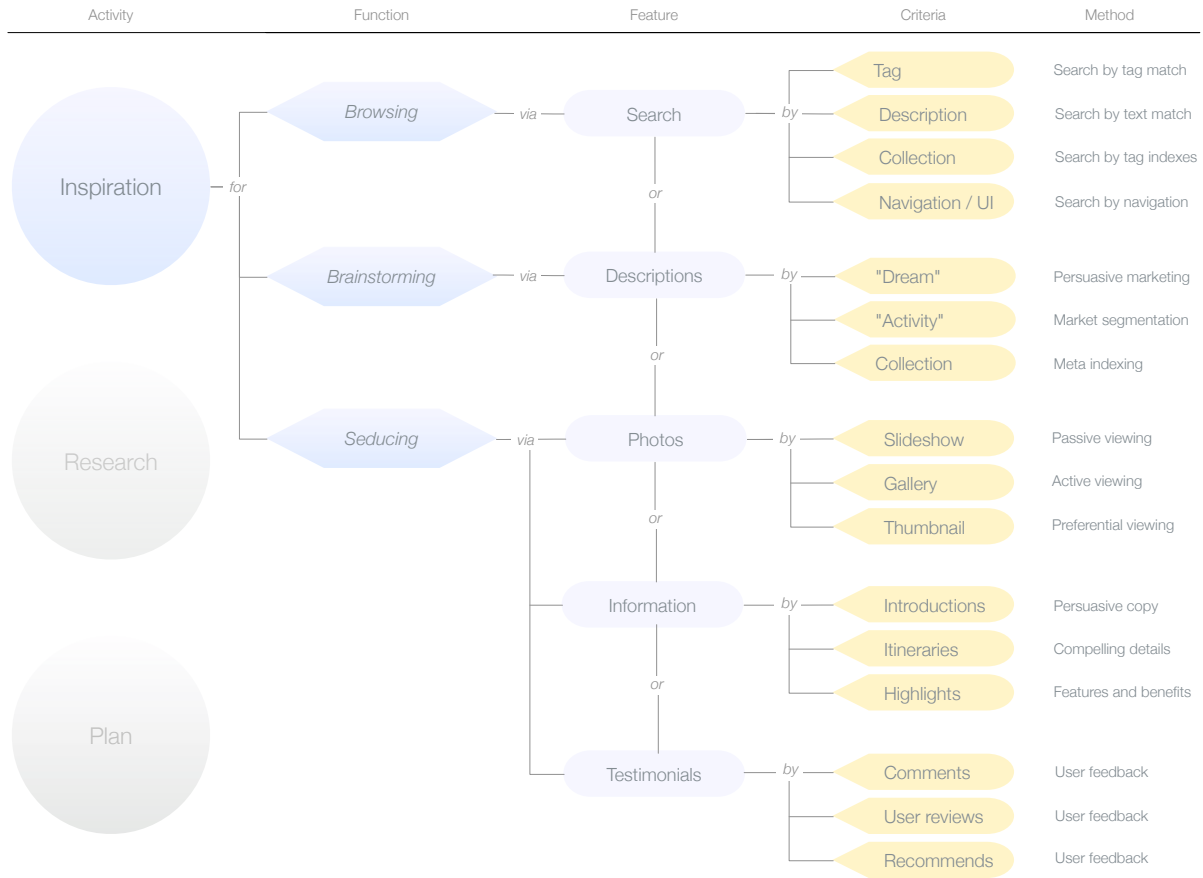 Activity Function Feature Criteria Method
Tag Search by tag match
Inspiration for Browsing via Search by Description Search by text match
Collection Search by tag indexes
or
Navigation / UI Search by navigation
Brainstorming via Descriptions by "Dream" Persuasive marketing
"Activity" Market segmentation
or
Collection Meta indexing
Research Seducing via Photos by Slideshow Passive viewing
Gallery Active viewing
or
Thumbnail Preferential viewing
Information by Introductions Persuasive copy
Itineraries Compelling details
or
Highlights Features and benefits
Plan
Testimonials by Comments User feedback
User reviews User feedback
Recommends User feedback